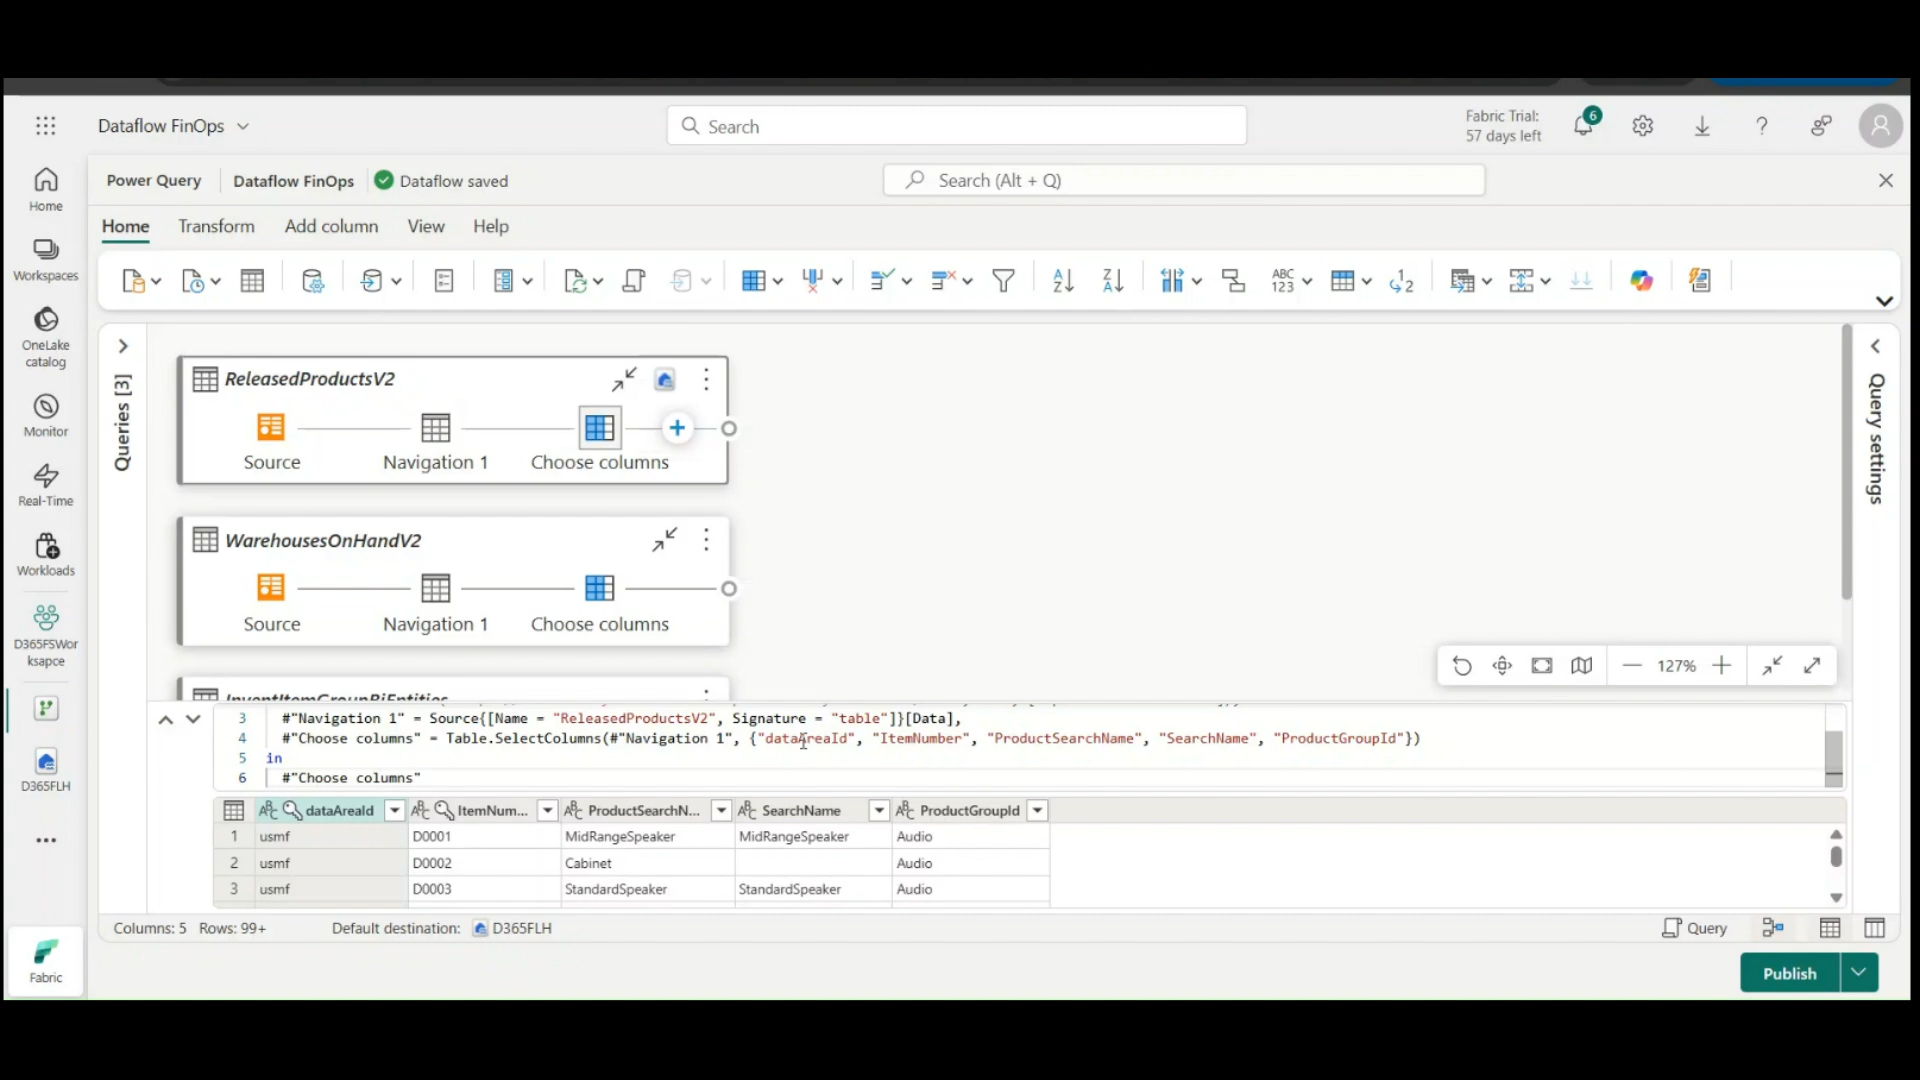 Dataflow FinOps
Search
Fabric Trial:
57 days left
6
Home
Workspaces
OneLake
catalog
Monitor
Real-Time
Workloads
D365FSWor
ksapce
D365FLH
Fabric
Power Query
Dataflow FinOps
Dataflow saved
Search (Alt + Q)
Home Transform Add column View Help
Queries [3]
ReleasedProductsV2
Source Navigation 1 Choose columns
WarehousesOnHandV2
Source Navigation 1 Choose columns
InventItemGroupBiEntities
127%
Query settings
3 #"Navigation 1" = Source{[Name = "ReleasedProductsV2", Signature = "table"]}[Data],
4 #"Choose columns" = Table.SelectColumns(#"Navigation 1", {"dataAreaId", "ItemNumber", "ProductSearchName", "SearchName", "ProductGroupId"})
5 in
6 #"Choose columns"
dataAreaId ItemNum... ProductSearchN... SearchName ProductGroupId
1 usmf D0001 MidRangeSpeaker MidRangeSpeaker Audio
2 usmf D0002 Cabinet Audio
3 usmf D0003 StandardSpeaker StandardSpeaker Audio
Columns: 5 Rows: 99+ Default destination: D365FLH
Query
Publish